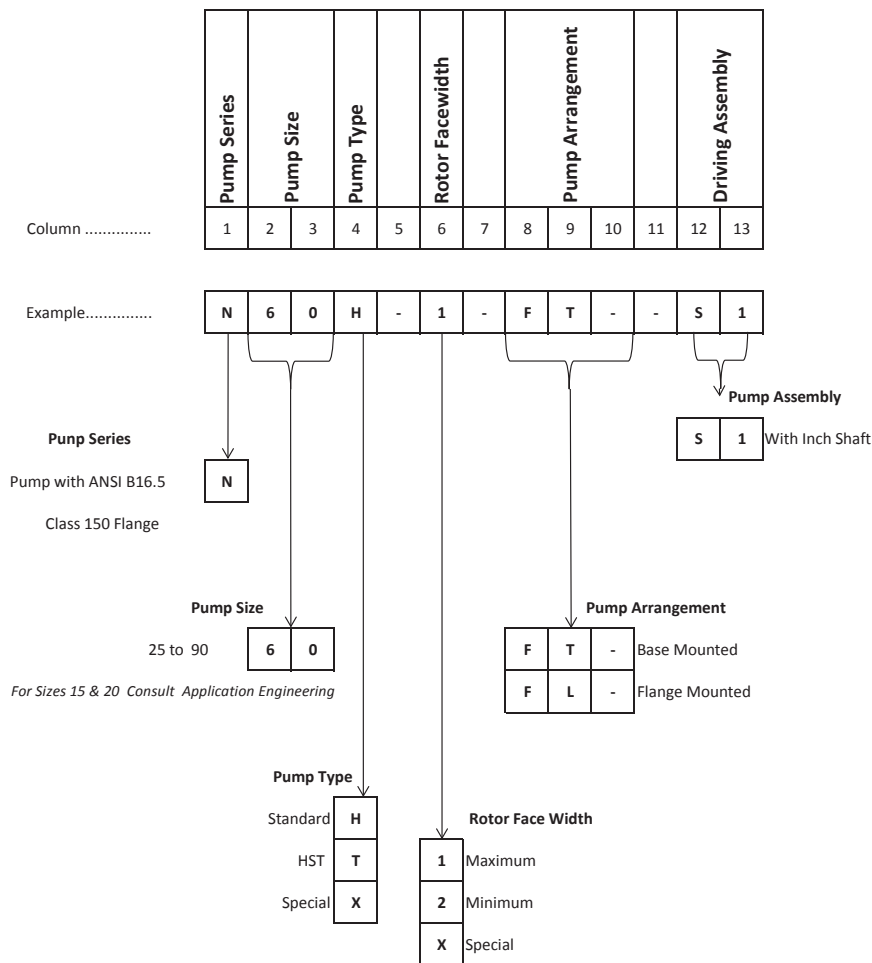 Pump Series
Pump Size
Pump Type
Rotor Facewidth
Pump Arrangement
Driving Assembly
Column ............... 1 2 3 4 5 6 7 8 9 10 11 12 13
Example............... N 6 0 H - 1 - F T - - S 1
Pump Assembly
Punp Series
S 1 With Inch Shaft
Pump with ANSI B16.5 N
Class 150 Flange
Pump Size
Pump Arrangement
25 to 90 6 0
F T - Base Mounted
For Sizes 15 & 20 Consult Application Engineering
F L - Flange Mounted
Pump Type
Standard H
Rotor Face Width
HST T
1 Maximum
Special X
2 Minimum
X Special